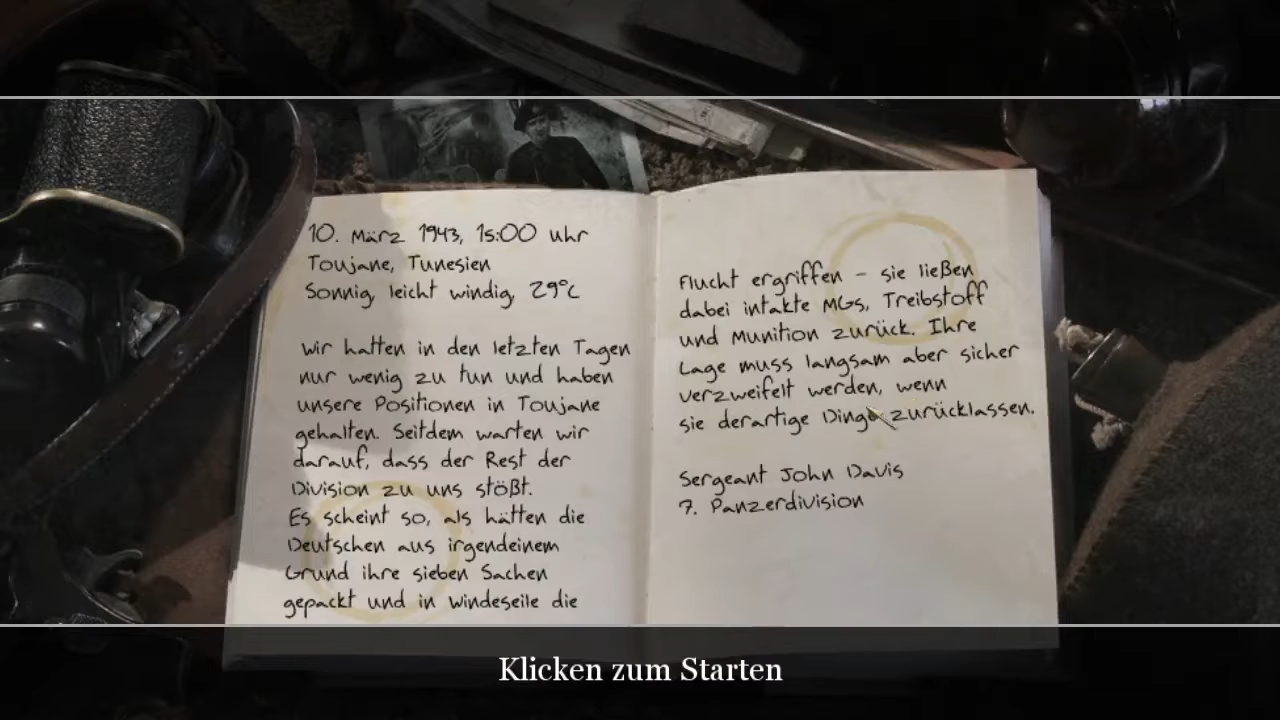 10. März 1943, 15:00 Uhr
Toujane, Tunesien
Sonnig, leicht windig, 29°C
Wir hatten in den letzten Tagen
nur wenig zu tun und haben
unsere Positionen in Toujane
gehalten. Seitdem warten wir
darauf, dass der Rest der
Division zu uns stößt.
Es scheint so, als hätten die
Deutschen aus irgendeinem
Grund ihre sieben Sachen
gepackt und in Windeseile die
Flucht ergriffen - sie ließen
dabei intakte MGs, Treibstoff
und Munition zurück. Ihre
Lage muss langsam aber sicher
verzweifelt werden, wenn
sie derartige Dinge zurücklassen.
Sergeant John Davis
7. Panzerdivision
Klicken zum Starten